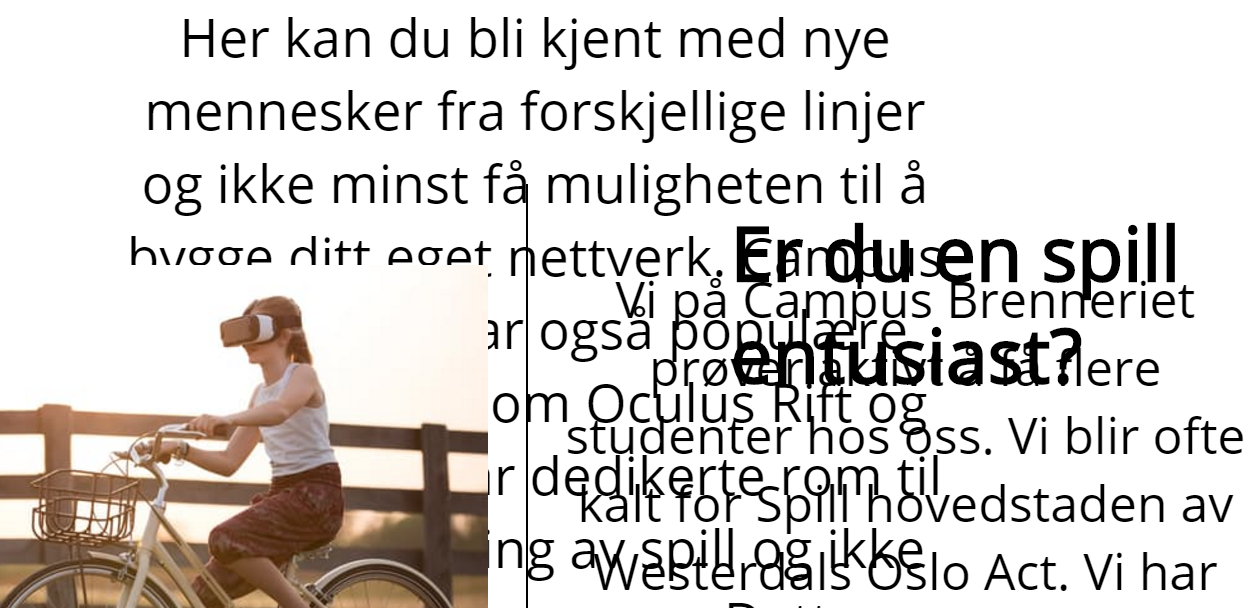 Her kan du bli kjent med nye
mennesker fra forskjellige linjer
og ikke minst få muligheten til å
bygge ditt eget nettverk. Campus
ar også populære
om Oculus Rift og
r dedikerte rom til
ing av spill og ikke
Er du en spill
entusiast?
Vi på Campus Brenneriet
prøver aktivt å få flere
studenter hos oss. Vi blir ofte
kalt for Spill hovedstaden av
Westerdals Oslo Act. Vi har